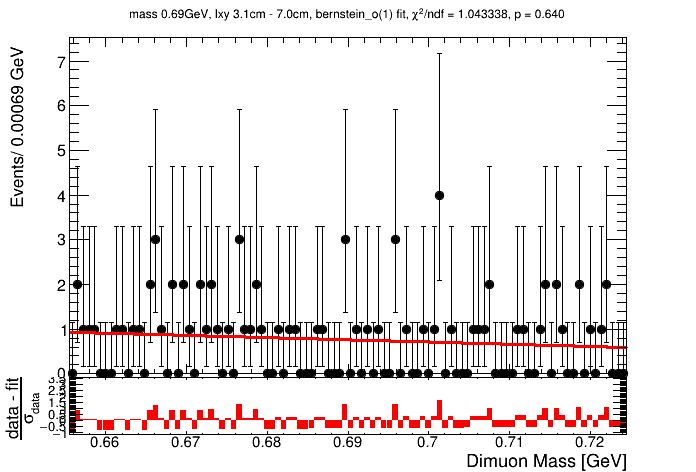 mass 0.69GeV, lxy 3.1cm - 7.0cm, bernstein_o(1) fit, χ²/ndf = 1.043338, p = 0.640
Events/ 0.00069 GeV
7
6
5
4
3
2
1
0
data - fit
σdata
0.66 0.67 0.68 0.69 0.7 0.71 0.72
Dimuon Mass [GeV]